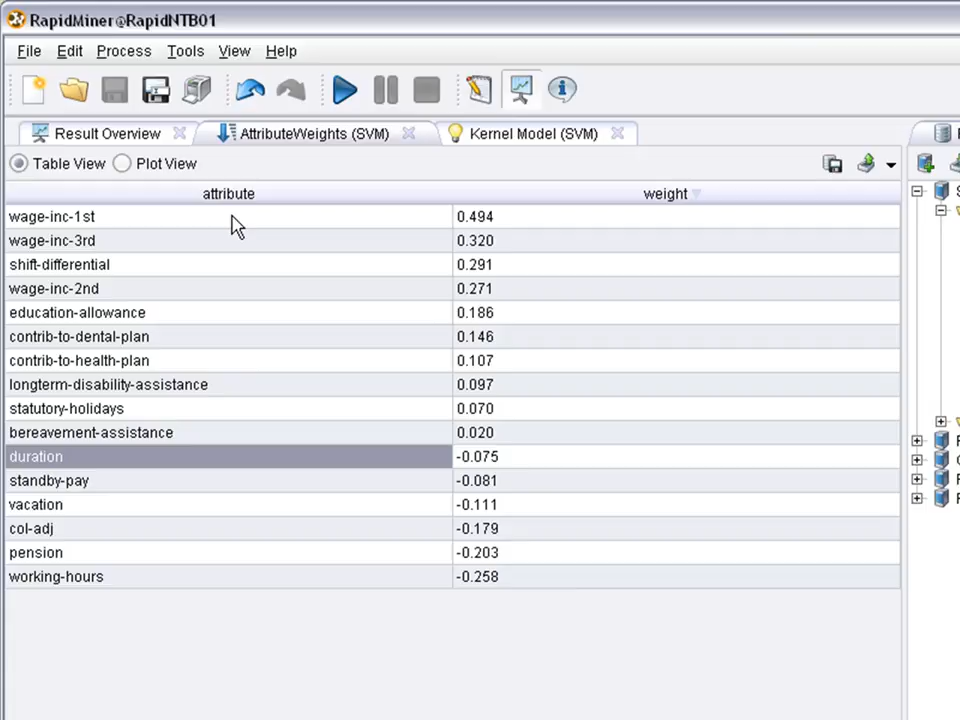 RapidMiner@RapidNTB01
File Edit Process Tools View Help
Result Overview AttributeWeights (SVM) Kernel Model (SVM)
Table View Plot View
attribute weight
wage-inc-1st 0.494
wage-inc-3rd 0.320
shift-differential 0.291
wage-inc-2nd 0.271
education-allowance 0.186
contrib-to-dental-plan 0.146
contrib-to-health-plan 0.107
longterm-disability-assistance 0.097
statutory-holidays 0.070
bereavement-assistance 0.020
duration -0.075
standby-pay -0.081
vacation -0.111
col-adj -0.179
pension -0.203
working-hours -0.258